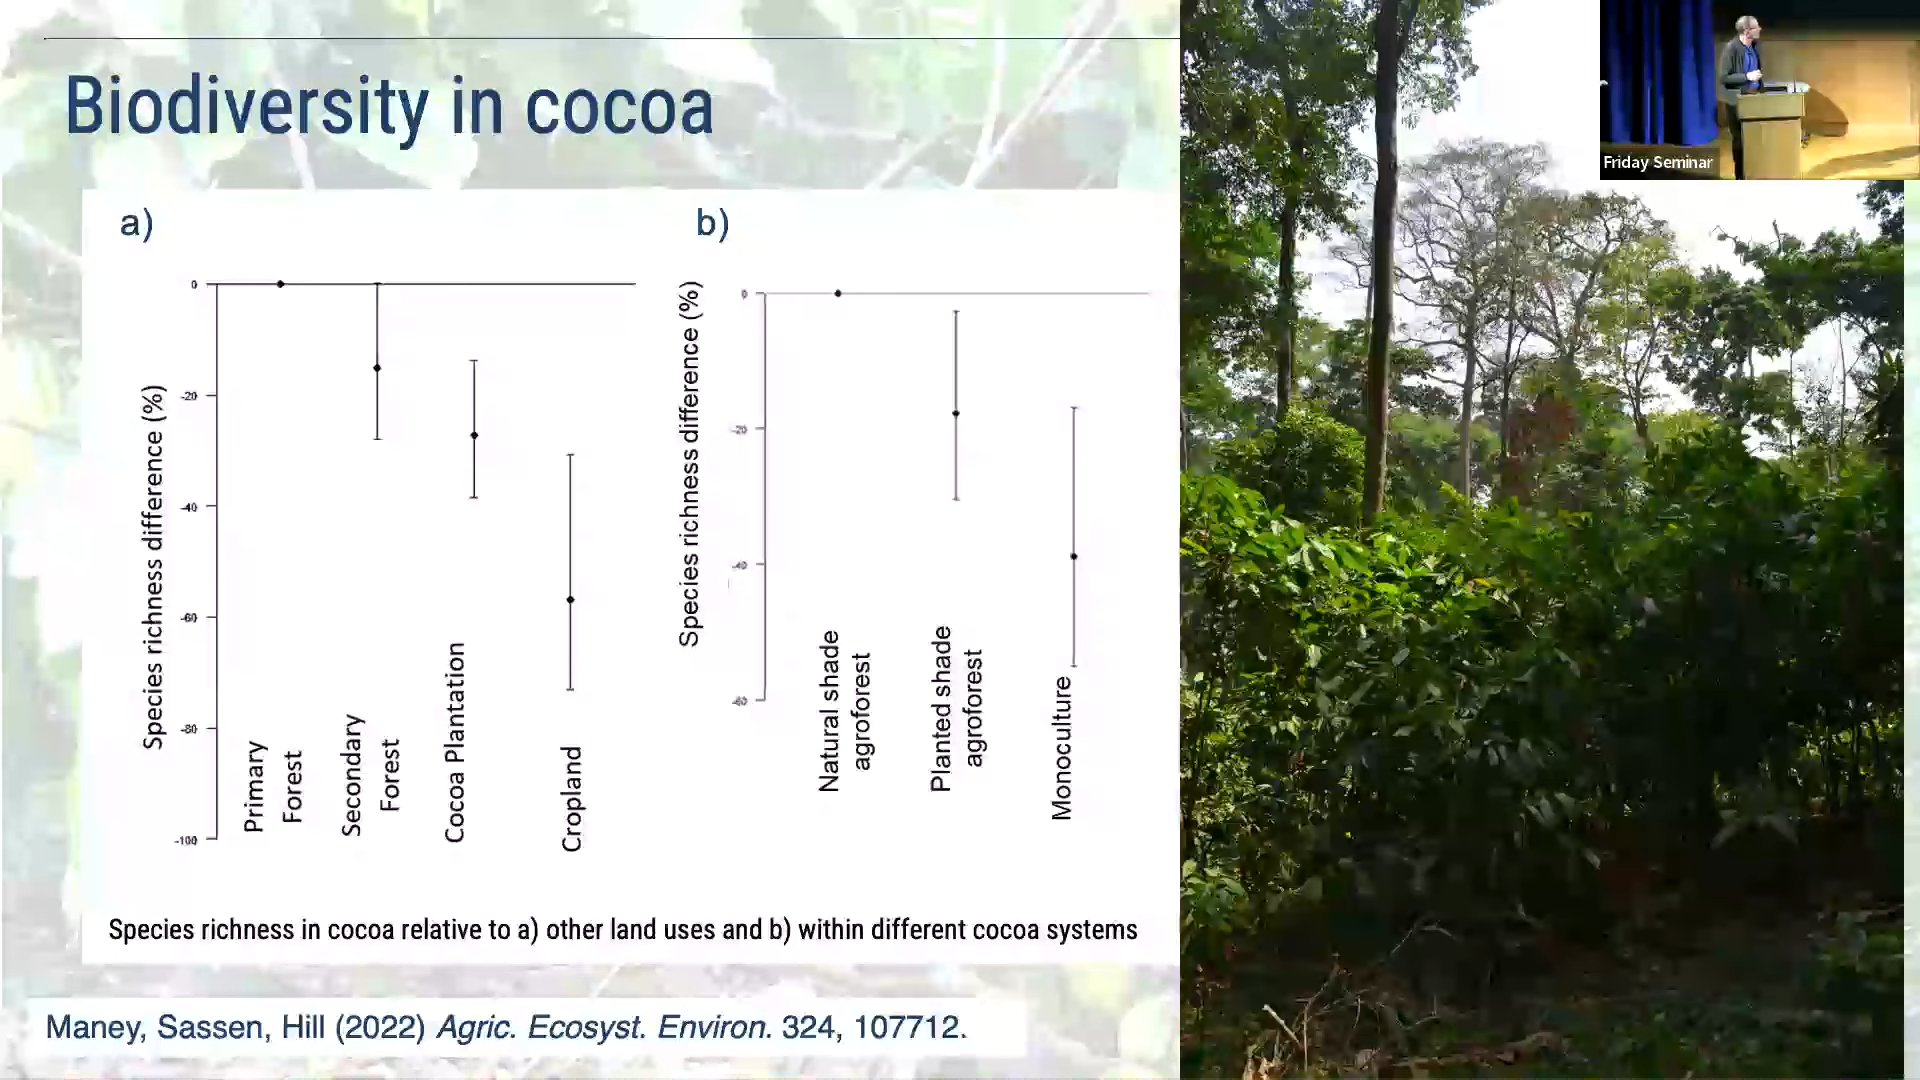 Biodiversity in cocoa
a)
Species richness difference (%)
0
-20
-40
-60
-80
-100
Primary
Forest
Secondary
Forest
Cocoa Plantation
Cropland
b)
Species richness difference (%)
0
-20
-40
-60
Natural shade
agroforest
Planted shade
agroforest
Monoculture
Species richness in cocoa relative to a) other land uses and b) within different cocoa systems
Maney, Sassen, Hill (2022) Agric. Ecosyst. Environ. 324, 107712.
Friday Seminar